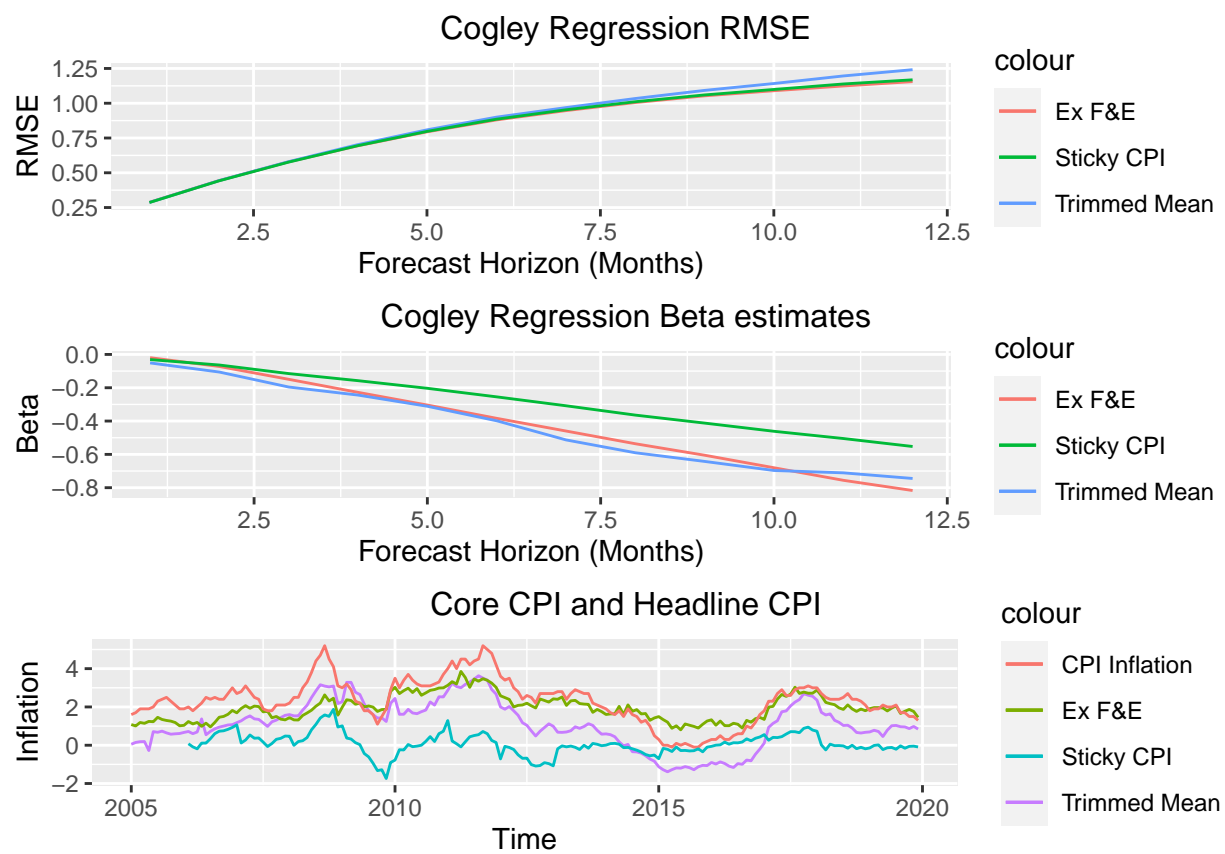 Cogley Regression RMSE
RMSE
1.25
1.00
0.75
0.50
0.25
2.5 5.0 7.5 10.0 12.5
Forecast Horizon (Months)
colour
Ex F&E
Sticky CPI
Trimmed Mean
Cogley Regression Beta estimates
Beta
0.0
−0.2
−0.4
−0.6
−0.8
2.5 5.0 7.5 10.0 12.5
Forecast Horizon (Months)
colour
Ex F&E
Sticky CPI
Trimmed Mean
Core CPI and Headline CPI
Inflation
4
2
0
−2
2005 2010 2015 2020
Time
colour
CPI Inflation
Ex F&E
Sticky CPI
Trimmed Mean